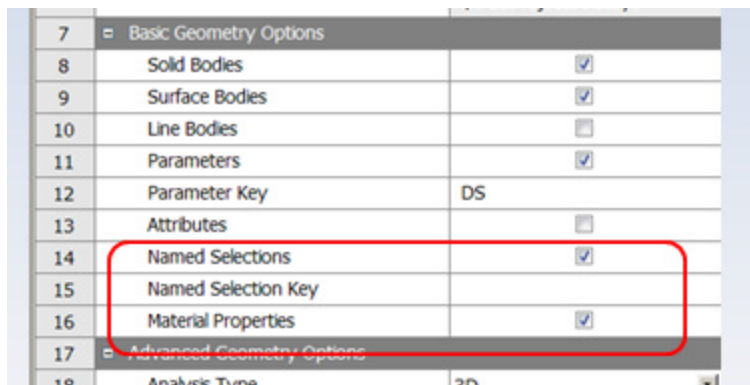 7 Basic Geometry Options
8 Solid Bodies
9 Surface Bodies
10 Line Bodies
11 Parameters
12 Parameter Key DS
13 Attributes
14 Named Selections
15 Named Selection Key
16 Material Properties
17 Advanced Geometry Options
18 Analysis Type 3D